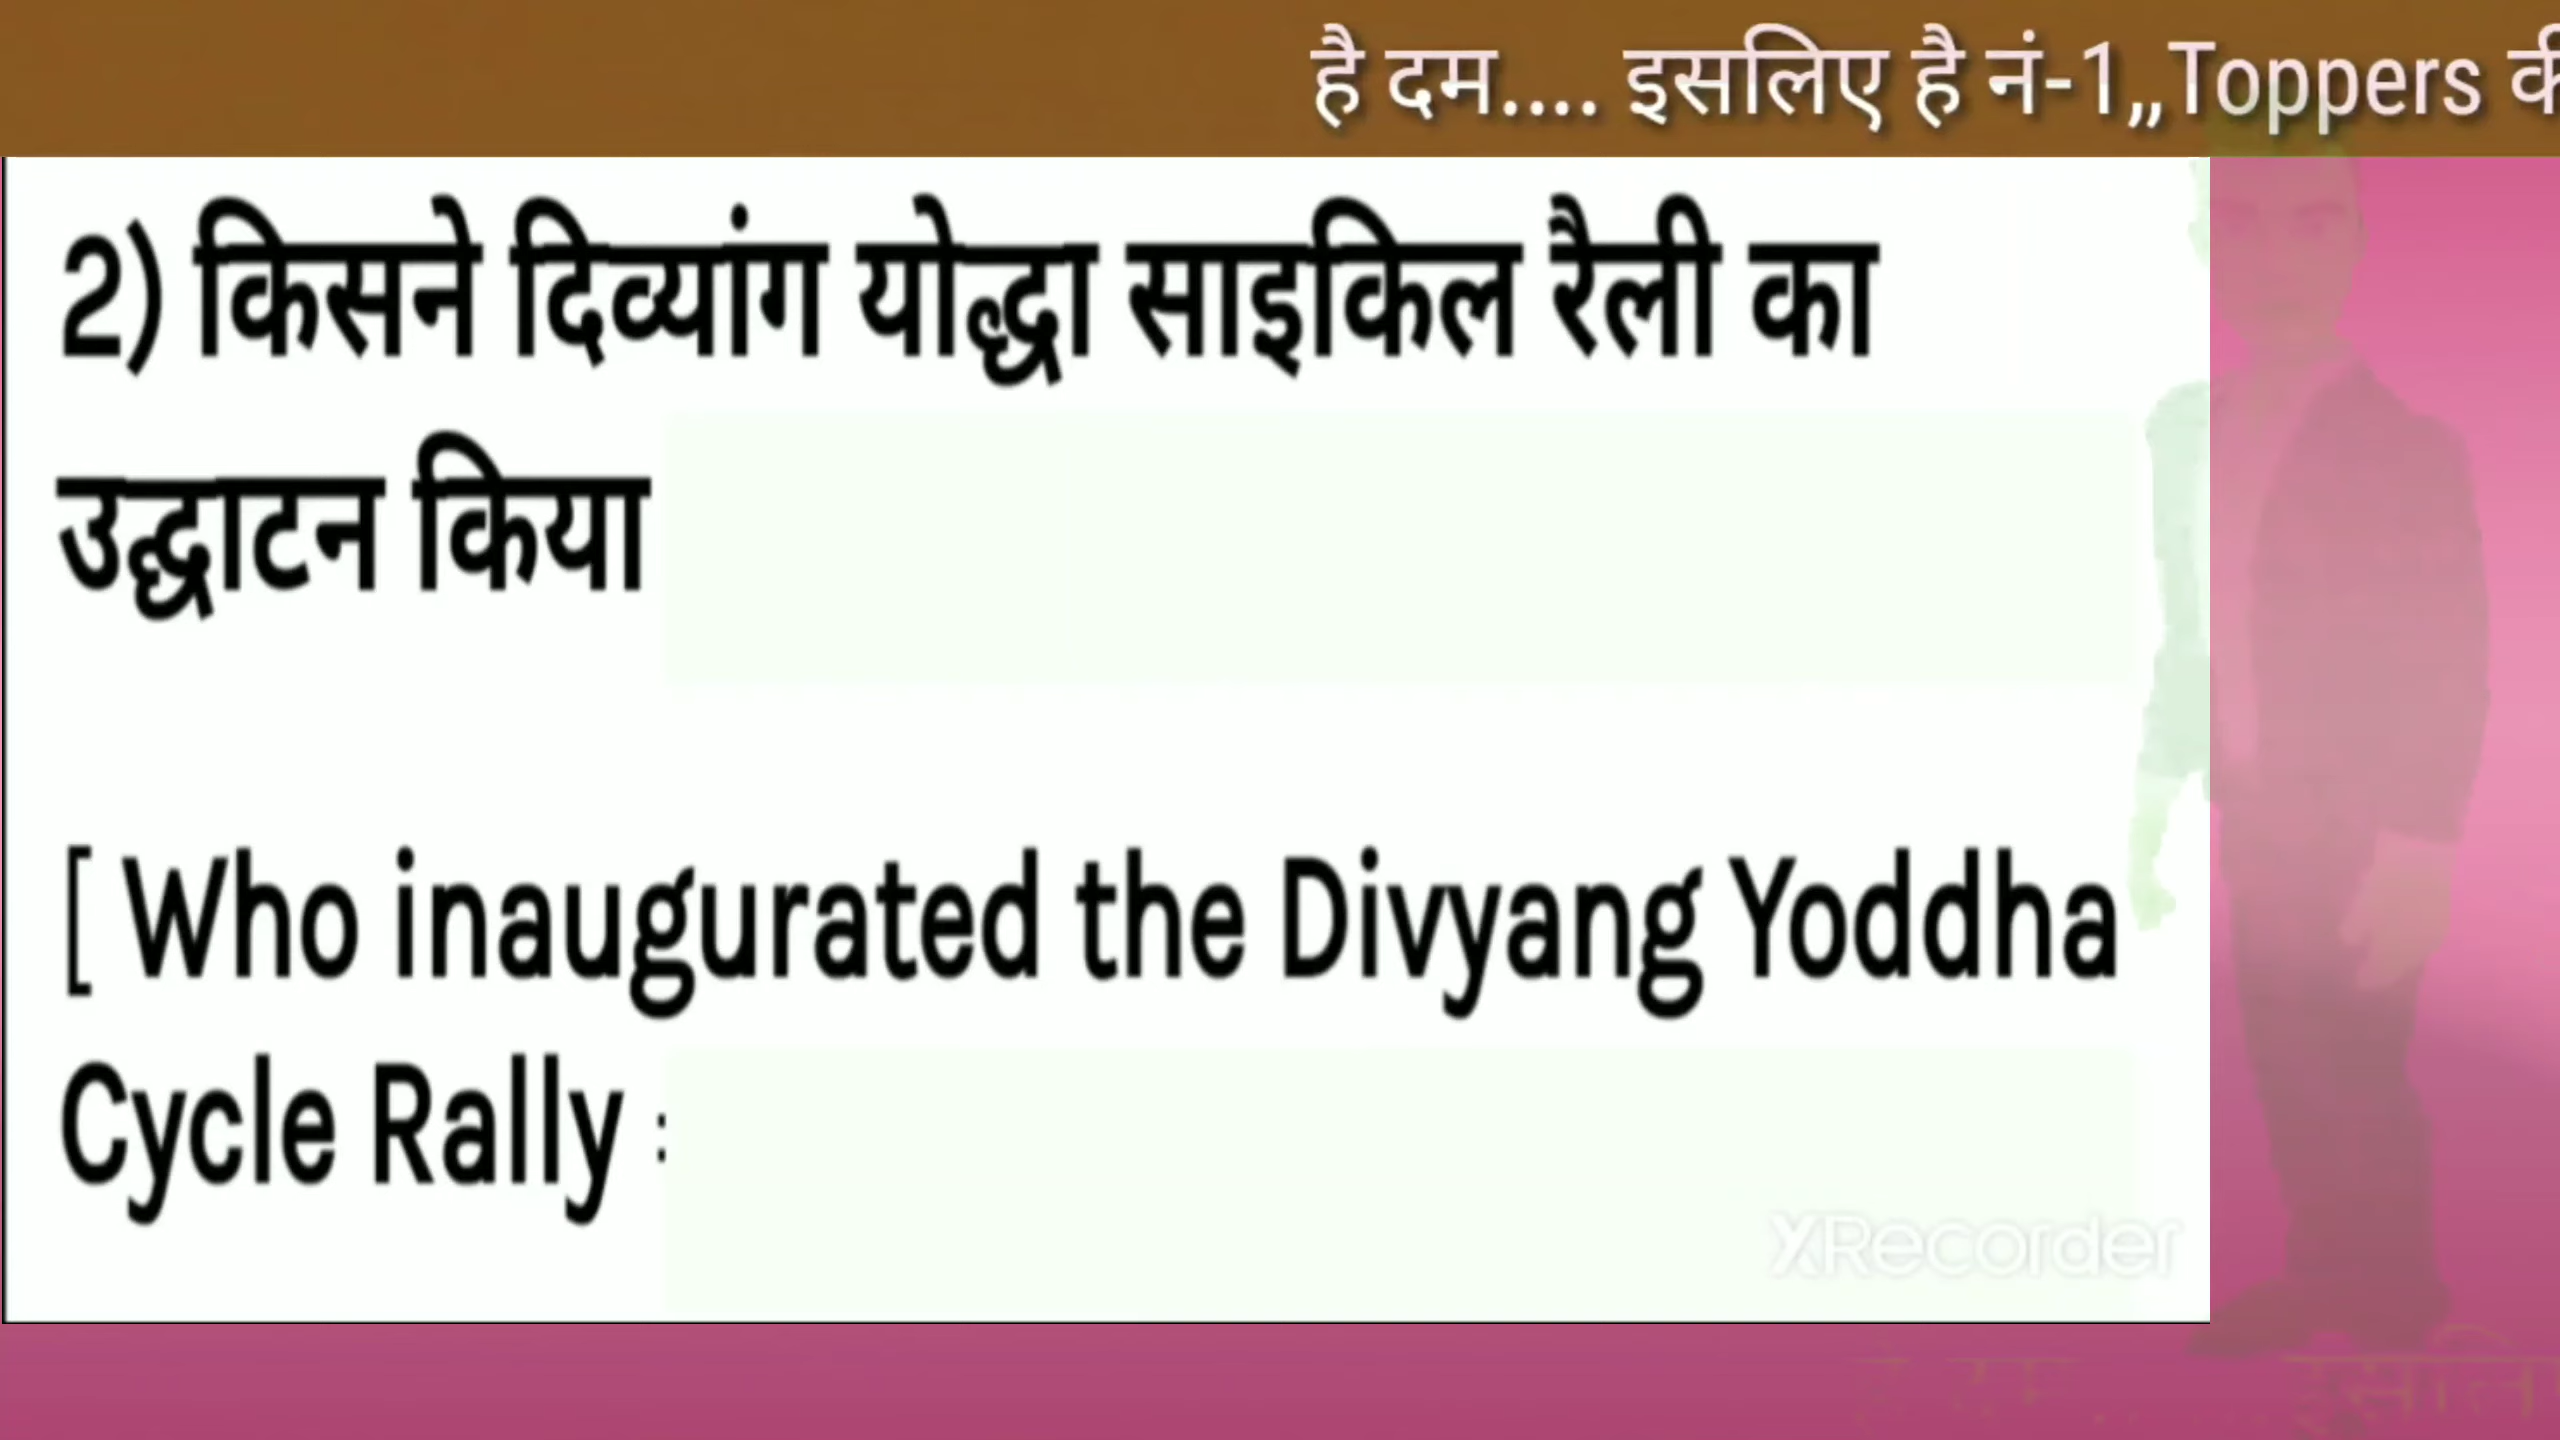 है दम.... इसलिए है नं-1,,Toppers की
2) किसने दिव्यांग योद्धा साइकिल रैली का
उद्घाटन किया
[ Who inaugurated the Divyang Yoddha
Cycle Rally :
XRecorder